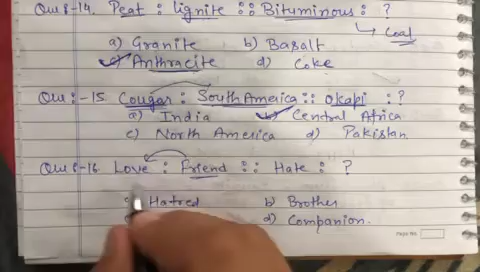 Que :-14. Peat : lignite :: Bituminous : ?
Coal
a) Granite b) Basalt
c) Anthracite d) Coke
Que :-15. Cougar : South America :: Okapi : ?
a) India b) Central Africa
c) North America d) Pakistan
Que :-16. Love : Friend :: Hate : ?
Hatred b) Brother
d) Companion.
PAGE No.